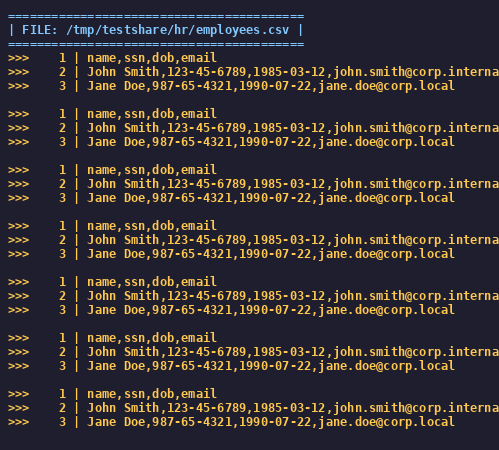 =========================================
| FILE: /tmp/testshare/hr/employees.csv |
=========================================
>>>    1 | name,ssn,dob,email
>>>    2 | John Smith,123-45-6789,1985-03-12,john.smith@corp.interna
>>>    3 | Jane Doe,987-65-4321,1990-07-22,jane.doe@corp.local

>>>    1 | name,ssn,dob,email
>>>    2 | John Smith,123-45-6789,1985-03-12,john.smith@corp.interna
>>>    3 | Jane Doe,987-65-4321,1990-07-22,jane.doe@corp.local

>>>    1 | name,ssn,dob,email
>>>    2 | John Smith,123-45-6789,1985-03-12,john.smith@corp.interna
>>>    3 | Jane Doe,987-65-4321,1990-07-22,jane.doe@corp.local

>>>    1 | name,ssn,dob,email
>>>    2 | John Smith,123-45-6789,1985-03-12,john.smith@corp.interna
>>>    3 | Jane Doe,987-65-4321,1990-07-22,jane.doe@corp.local

>>>    1 | name,ssn,dob,email
>>>    2 | John Smith,123-45-6789,1985-03-12,john.smith@corp.interna
>>>    3 | Jane Doe,987-65-4321,1990-07-22,jane.doe@corp.local

>>>    1 | name,ssn,dob,email
>>>    2 | John Smith,123-45-6789,1985-03-12,john.smith@corp.interna
>>>    3 | Jane Doe,987-65-4321,1990-07-22,jane.doe@corp.local

>>>    1 | name,ssn,dob,email
>>>    2 | John Smith,123-45-6789,1985-03-12,john.smith@corp.interna
>>>    3 | Jane Doe,987-65-4321,1990-07-22,jane.doe@corp.local